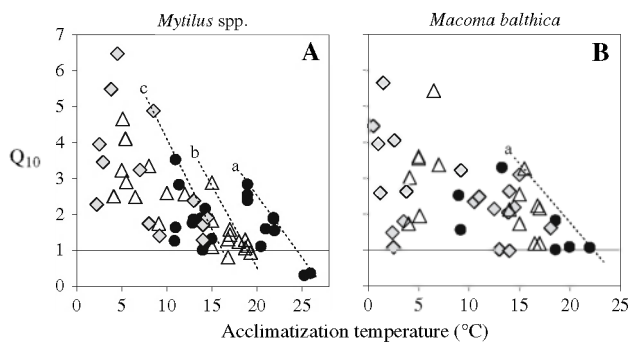 Mytilus spp.
Macoma balthica
7
6
5
4
3
2
1
0
Q10
A
c
b
a
0 5 10 15 20 25
B
a
0 5 10 15 20 25
Acclimatization temperature (°C)